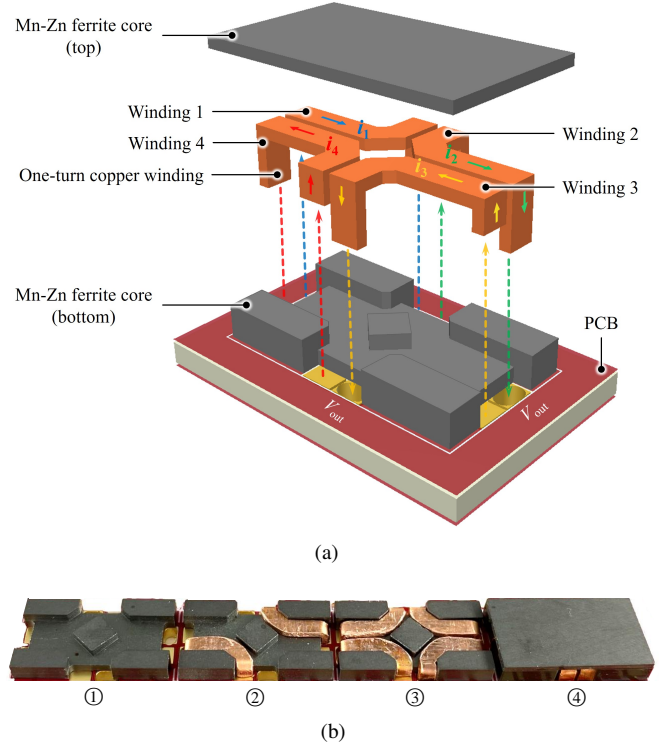 Mn-Zn ferrite core
(top)
Winding 1
Winding 4
One-turn copper winding
i1
i4
i2
i3
Winding 2
Winding 3
Mn-Zn ferrite core
(bottom)
PCB
Vout
Vout
(a)
① ② ③ ④
(b)